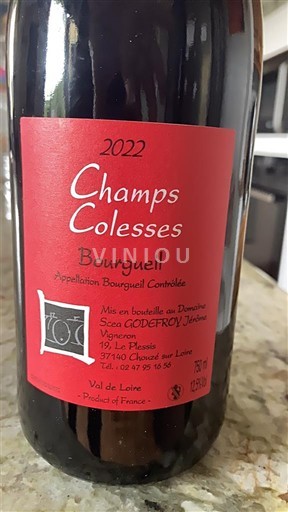 2022
Champs
Colesses
VINIOU
Bourgueil
Appellation Bourgueil Contrôlée
Mis en bouteille au Domaine
Scea GODEFROY Jérôme
Vigneron
19, Le Plessis
37140 Chouzé sur Loire
Tél. : 02 47 95 16 56
750 ml
12,5%Vol.
Val de Loire
- Product of France -